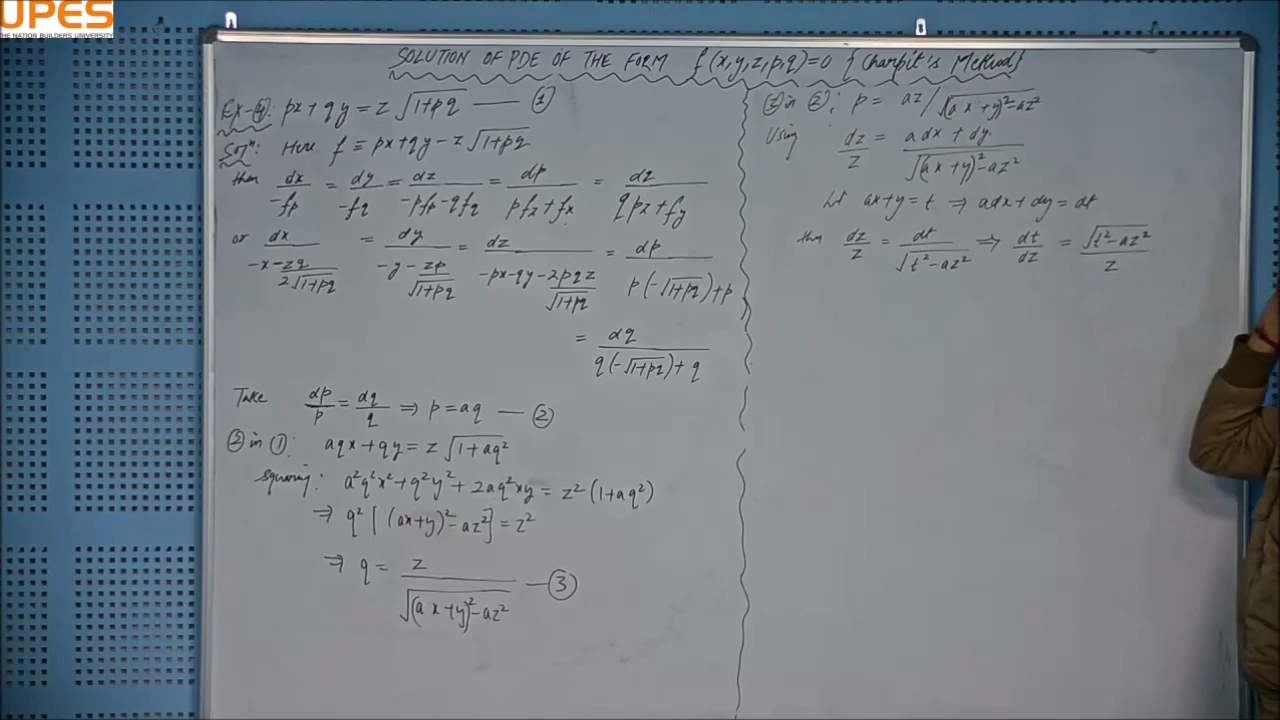 UPES
THE NATION BUILDERS UNIVERSITY
SOLUTION OF PDE OF THE FORM f(x,y,z,p,q)=0 {Charpit's Method}
Ex-④: px+qy = z√(1+pq) — ①
Solⁿ: Here f ≡ px+qy-z√(1+pq)
then dx/-fp = dy/-fq = dz/(-pfp-qfq) = dp/(pfz+fx) = dz/(qpz+fy)
or dx/(-x-zq/2√(1+pq)) = dy/(-y-zp/√(1+pq)) = dz/(-px-qy-2pqz/√(1+pq)) = dp/(p(-√(1+pq))+p)
= dq/(q(-√(1+pq))+q)
Take dp/p = dq/q ⇒ p=aq — ②
② in ①: aqx+qy = z√(1+aq²)
Squaring: a²q²x²+q²y²+2aq²xy = z²(1+aq²)
⇒ q²[(ax+y)²-az²] = z²
⇒ q = z/√((ax+y)²-az²) — ③
③ in ②: p = az/√((ax+y)²-az²)
Using dz/z = (adx+dy)/√((ax+y)²-az²)
Let ax+y=t ⇒ adx+dy=dt
then dz/z = dt/√(t²-az²) ⇒ dt/dz = √(t²-az²)/z